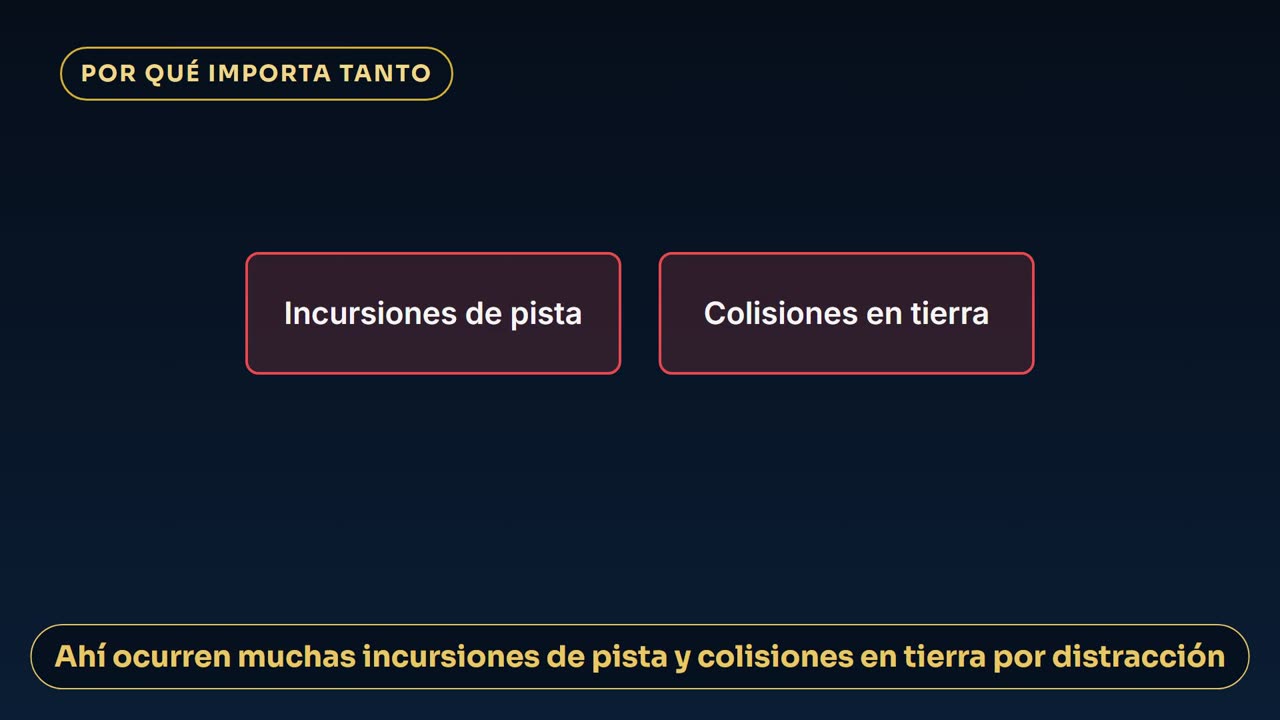 POR QUÉ IMPORTA TANTO
Incursiones de pista
Colisiones en tierra
Ahí ocurren muchas incursiones de pista y colisiones en tierra por distracción